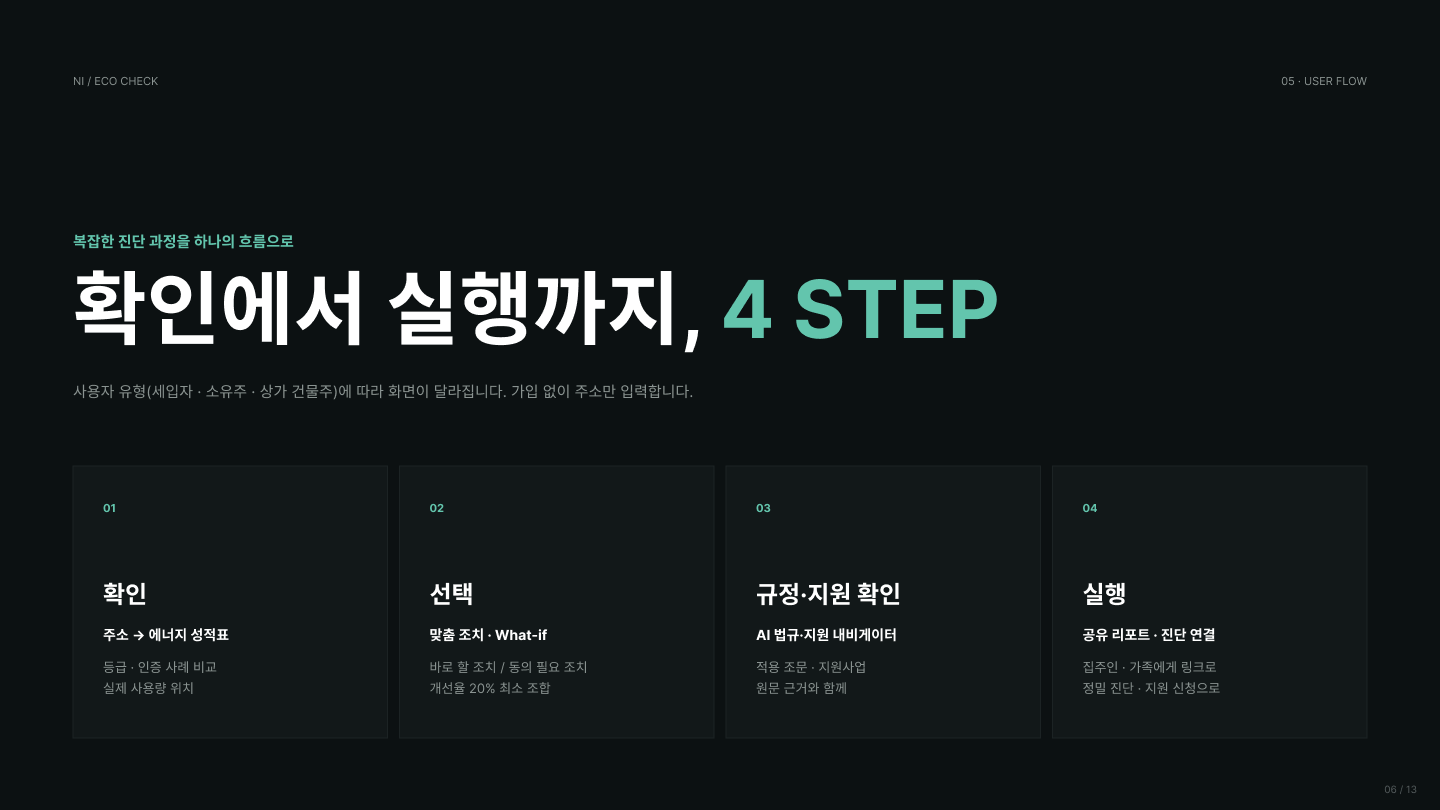 NI / ECO CHECK
05 · USER FLOW
복잡한 진단 과정을 하나의 흐름으로
확인에서 실행까지, 4 STEP
사용자 유형(세입자 · 소유주 · 상가 건물주)에 따라 화면이 달라집니다. 가입 없이 주소만 입력합니다.
01
확인
주소 → 에너지 성적표
등급 · 인증 사례 비교
실제 사용량 위치
02
선택
맞춤 조치 · What-if
바로 할 조치 / 동의 필요 조치
개선율 20% 최소 조합
03
규정·지원 확인
AI 법규·지원 내비게이터
적용 조문 · 지원사업
원문 근거와 함께
04
실행
공유 리포트 · 진단 연결
집주인 · 가족에게 링크로
정밀 진단 · 지원 신청으로
06 / 13